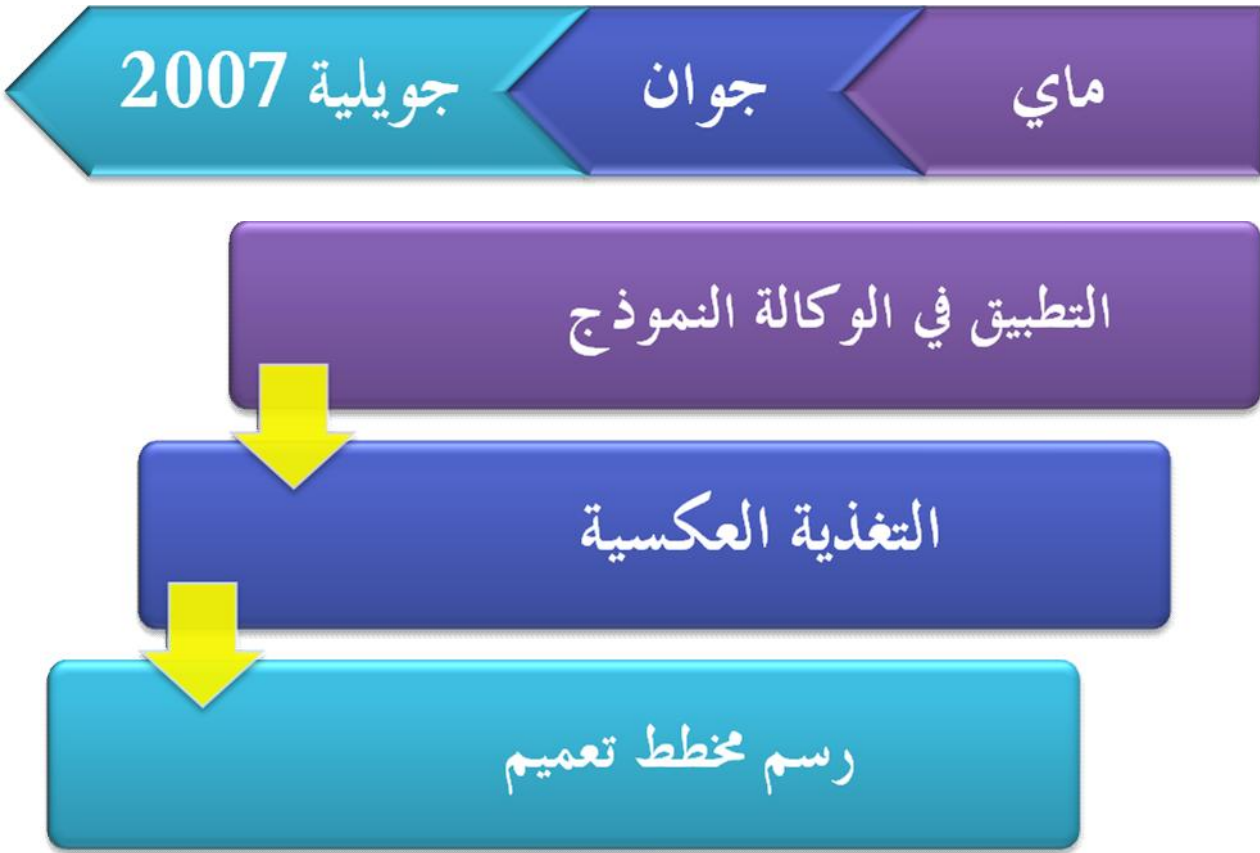 ماي
جوان
جويلية 2007
التطبيق في الوكالة النموذج
التغذية العكسية
رسم مخطط تعميم